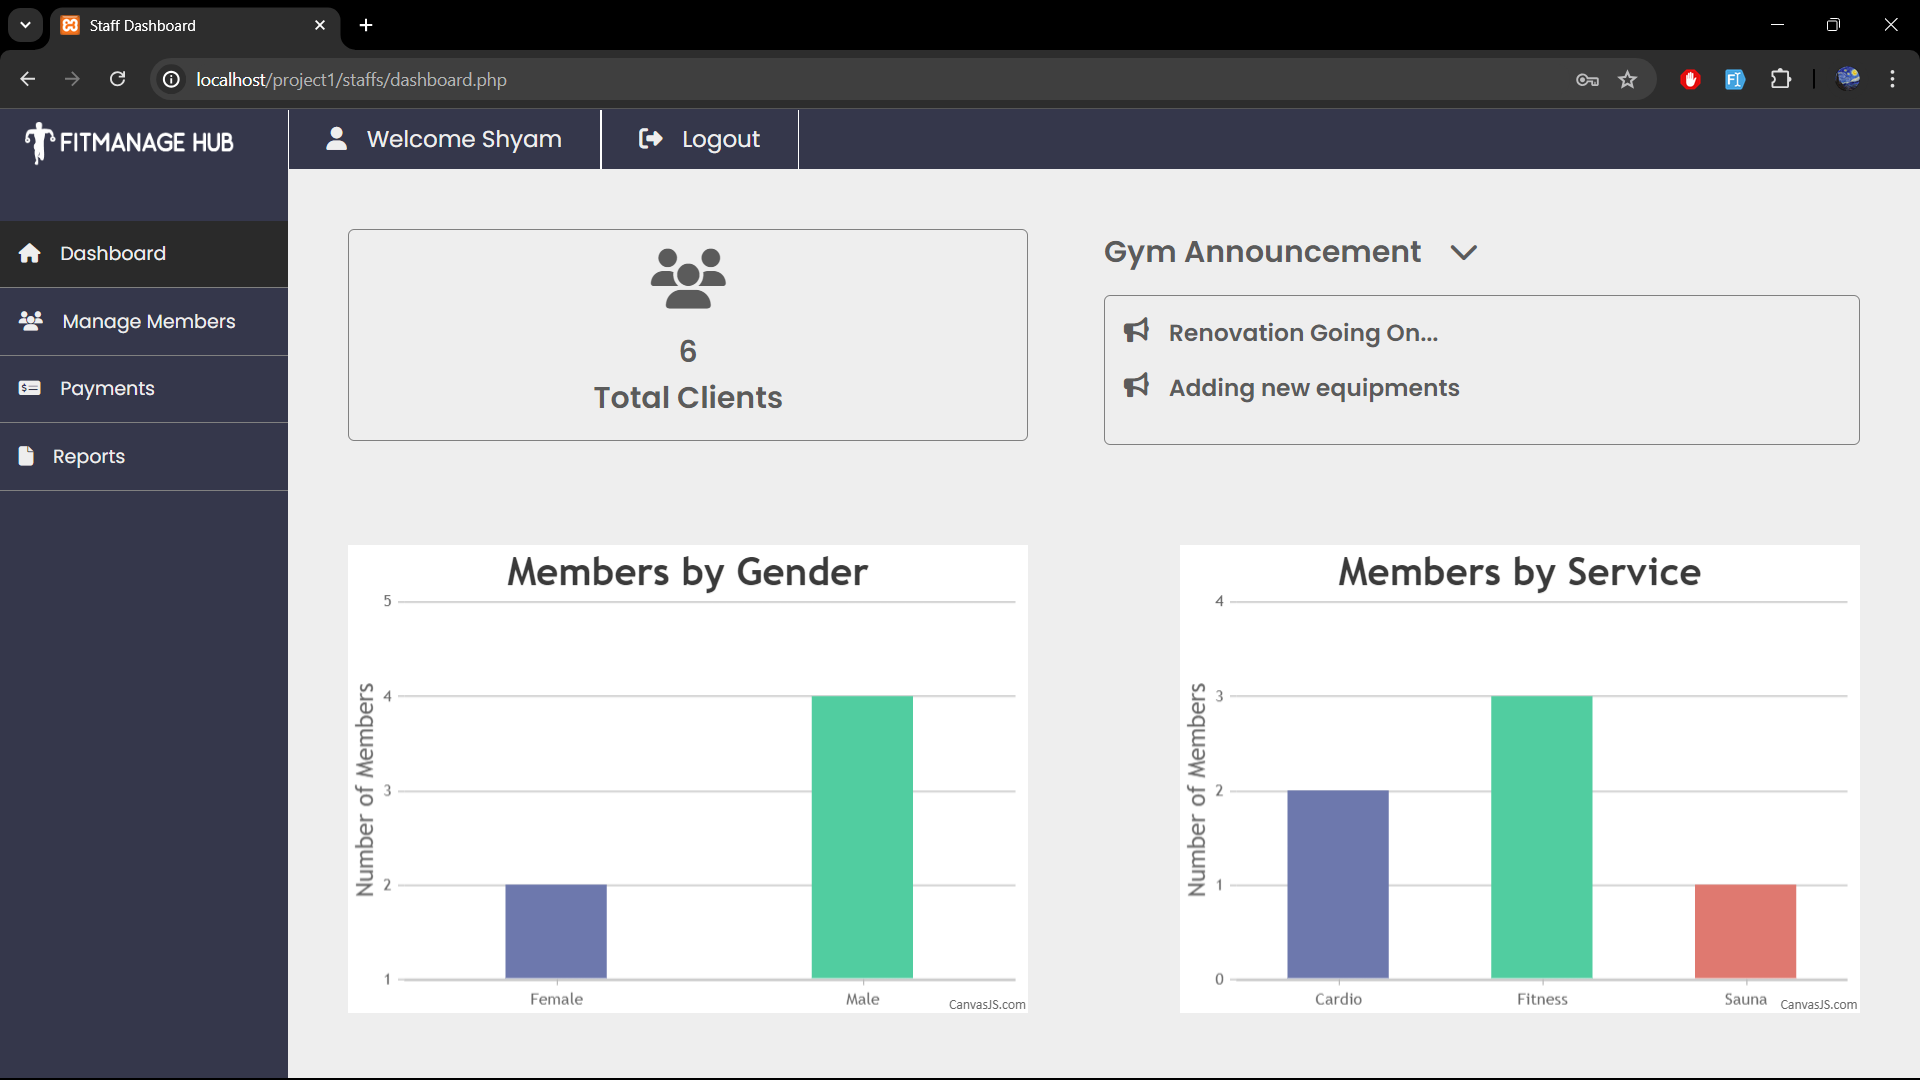 Staff Dashboard
localhost/project1/staffs/dashboard.php
FITMANAGE HUB
Welcome Shyam
Logout
Dashboard
Manage Members
Payments
Reports
6
Total Clients
Gym Announcement
Renovation Going On...
Adding new equipments
Members by Gender
Number of Members
5
4
3
2
1
Female
Male
CanvasJS.com
Members by Service
Number of Members
4
3
2
1
0
Cardio
Fitness
Sauna
CanvasJS.com